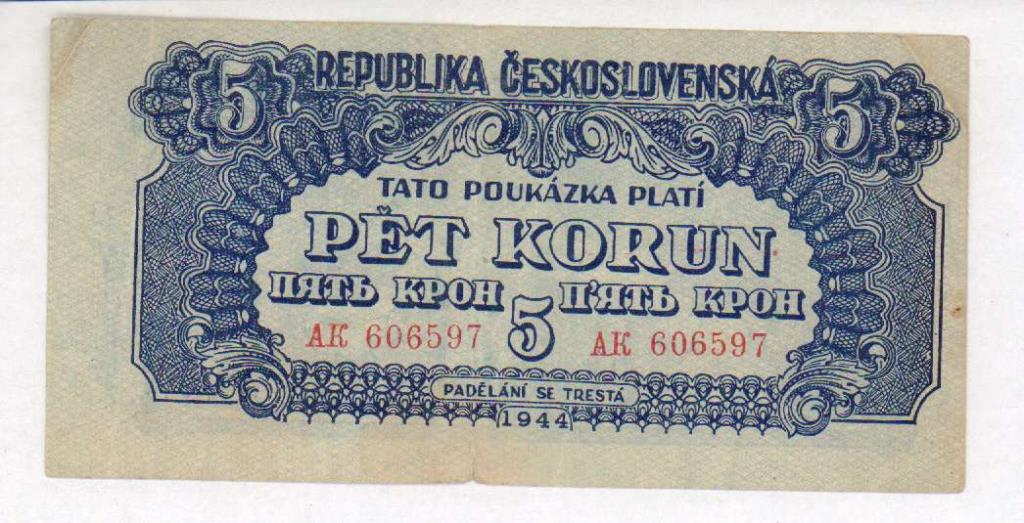 5 REPUBLIKA ČESKOSLOVENSKÁ 5
TATO POUKÁZKA PLATÍ
PĚT KORUN
ПЯТЬ КРОН 5 П'ЯТЬ КРОН
АК 606597 АК 606597
PADĚLÁNÍ SE TRESTÁ
1944